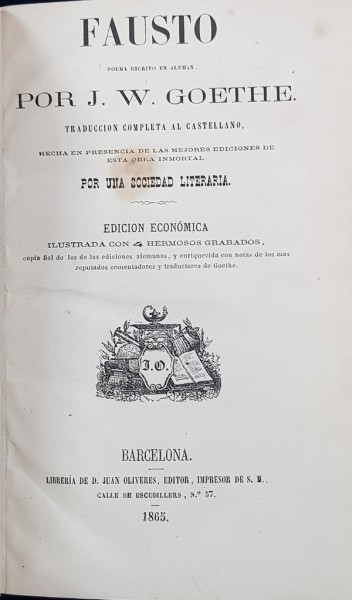 FAUSTO
POEMA ESCRITO EN ALEMAN.
POR J. W. GOETHE.
TRADUCCION COMPLETA AL CASTELLANO,
HECHA EN PRESENCIA DE LAS MEJORES EDICIONES DE
ESTA OBRA INMORTAL
POR UNA SOCIEDAD LITERARIA.
EDICION ECONÓMICA
ILUSTRADA CON 4 HERMOSOS GRABADOS,
copia fiel de los de las ediciones alemanas, y enriquecida con notas de los mas
reputados comentadores y traductores de Goethe.
J.O.
BARCELONA.
LIBRERÍA DE D. JUAN OLIVERES, EDITOR, IMPRESOR DE S. M.,
CALLE DE ESCUDILLERS, N.º 57.
1865.